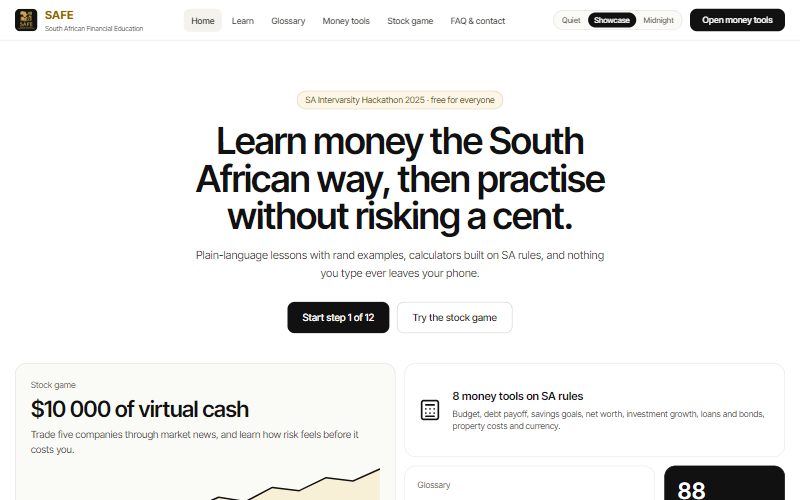 SAFE
SAFE
South African Financial Education
Home
Learn
Glossary
Money tools
Stock game
FAQ & contact
Quiet
Showcase
Midnight
Open money tools
SA Intervarsity Hackathon 2025 · free for everyone
Learn money the South
African way, then practise
without risking a cent.
Plain-language lessons with rand examples, calculators built on SA rules, and nothing
you type ever leaves your phone.
Start step 1 of 12
Try the stock game
Stock game
$10 000 of virtual cash
Trade five companies through market news, and learn how risk feels before it
costs you.
8 money tools on SA rules
Budget, debt payoff, savings goals, net worth, investment growth, loans and bonds,
property costs and currency.
Glossary
88